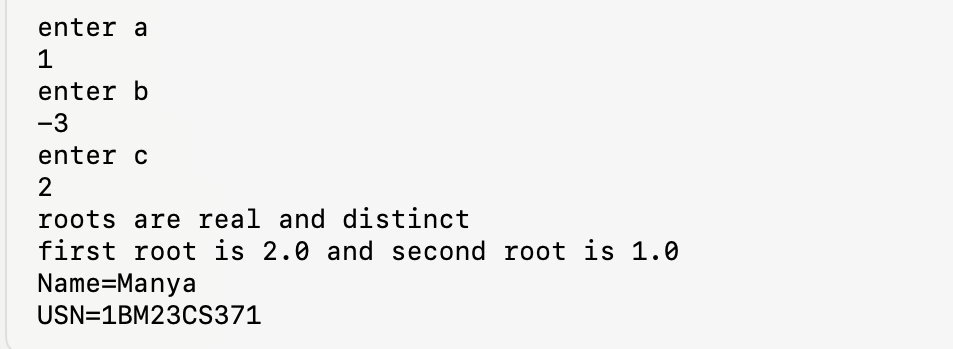 enter a
1
enter b
-3
enter c
2
roots are real and distinct
first root is 2.0 and second root is 1.0
Name=Manya
USN=1BM23CS371